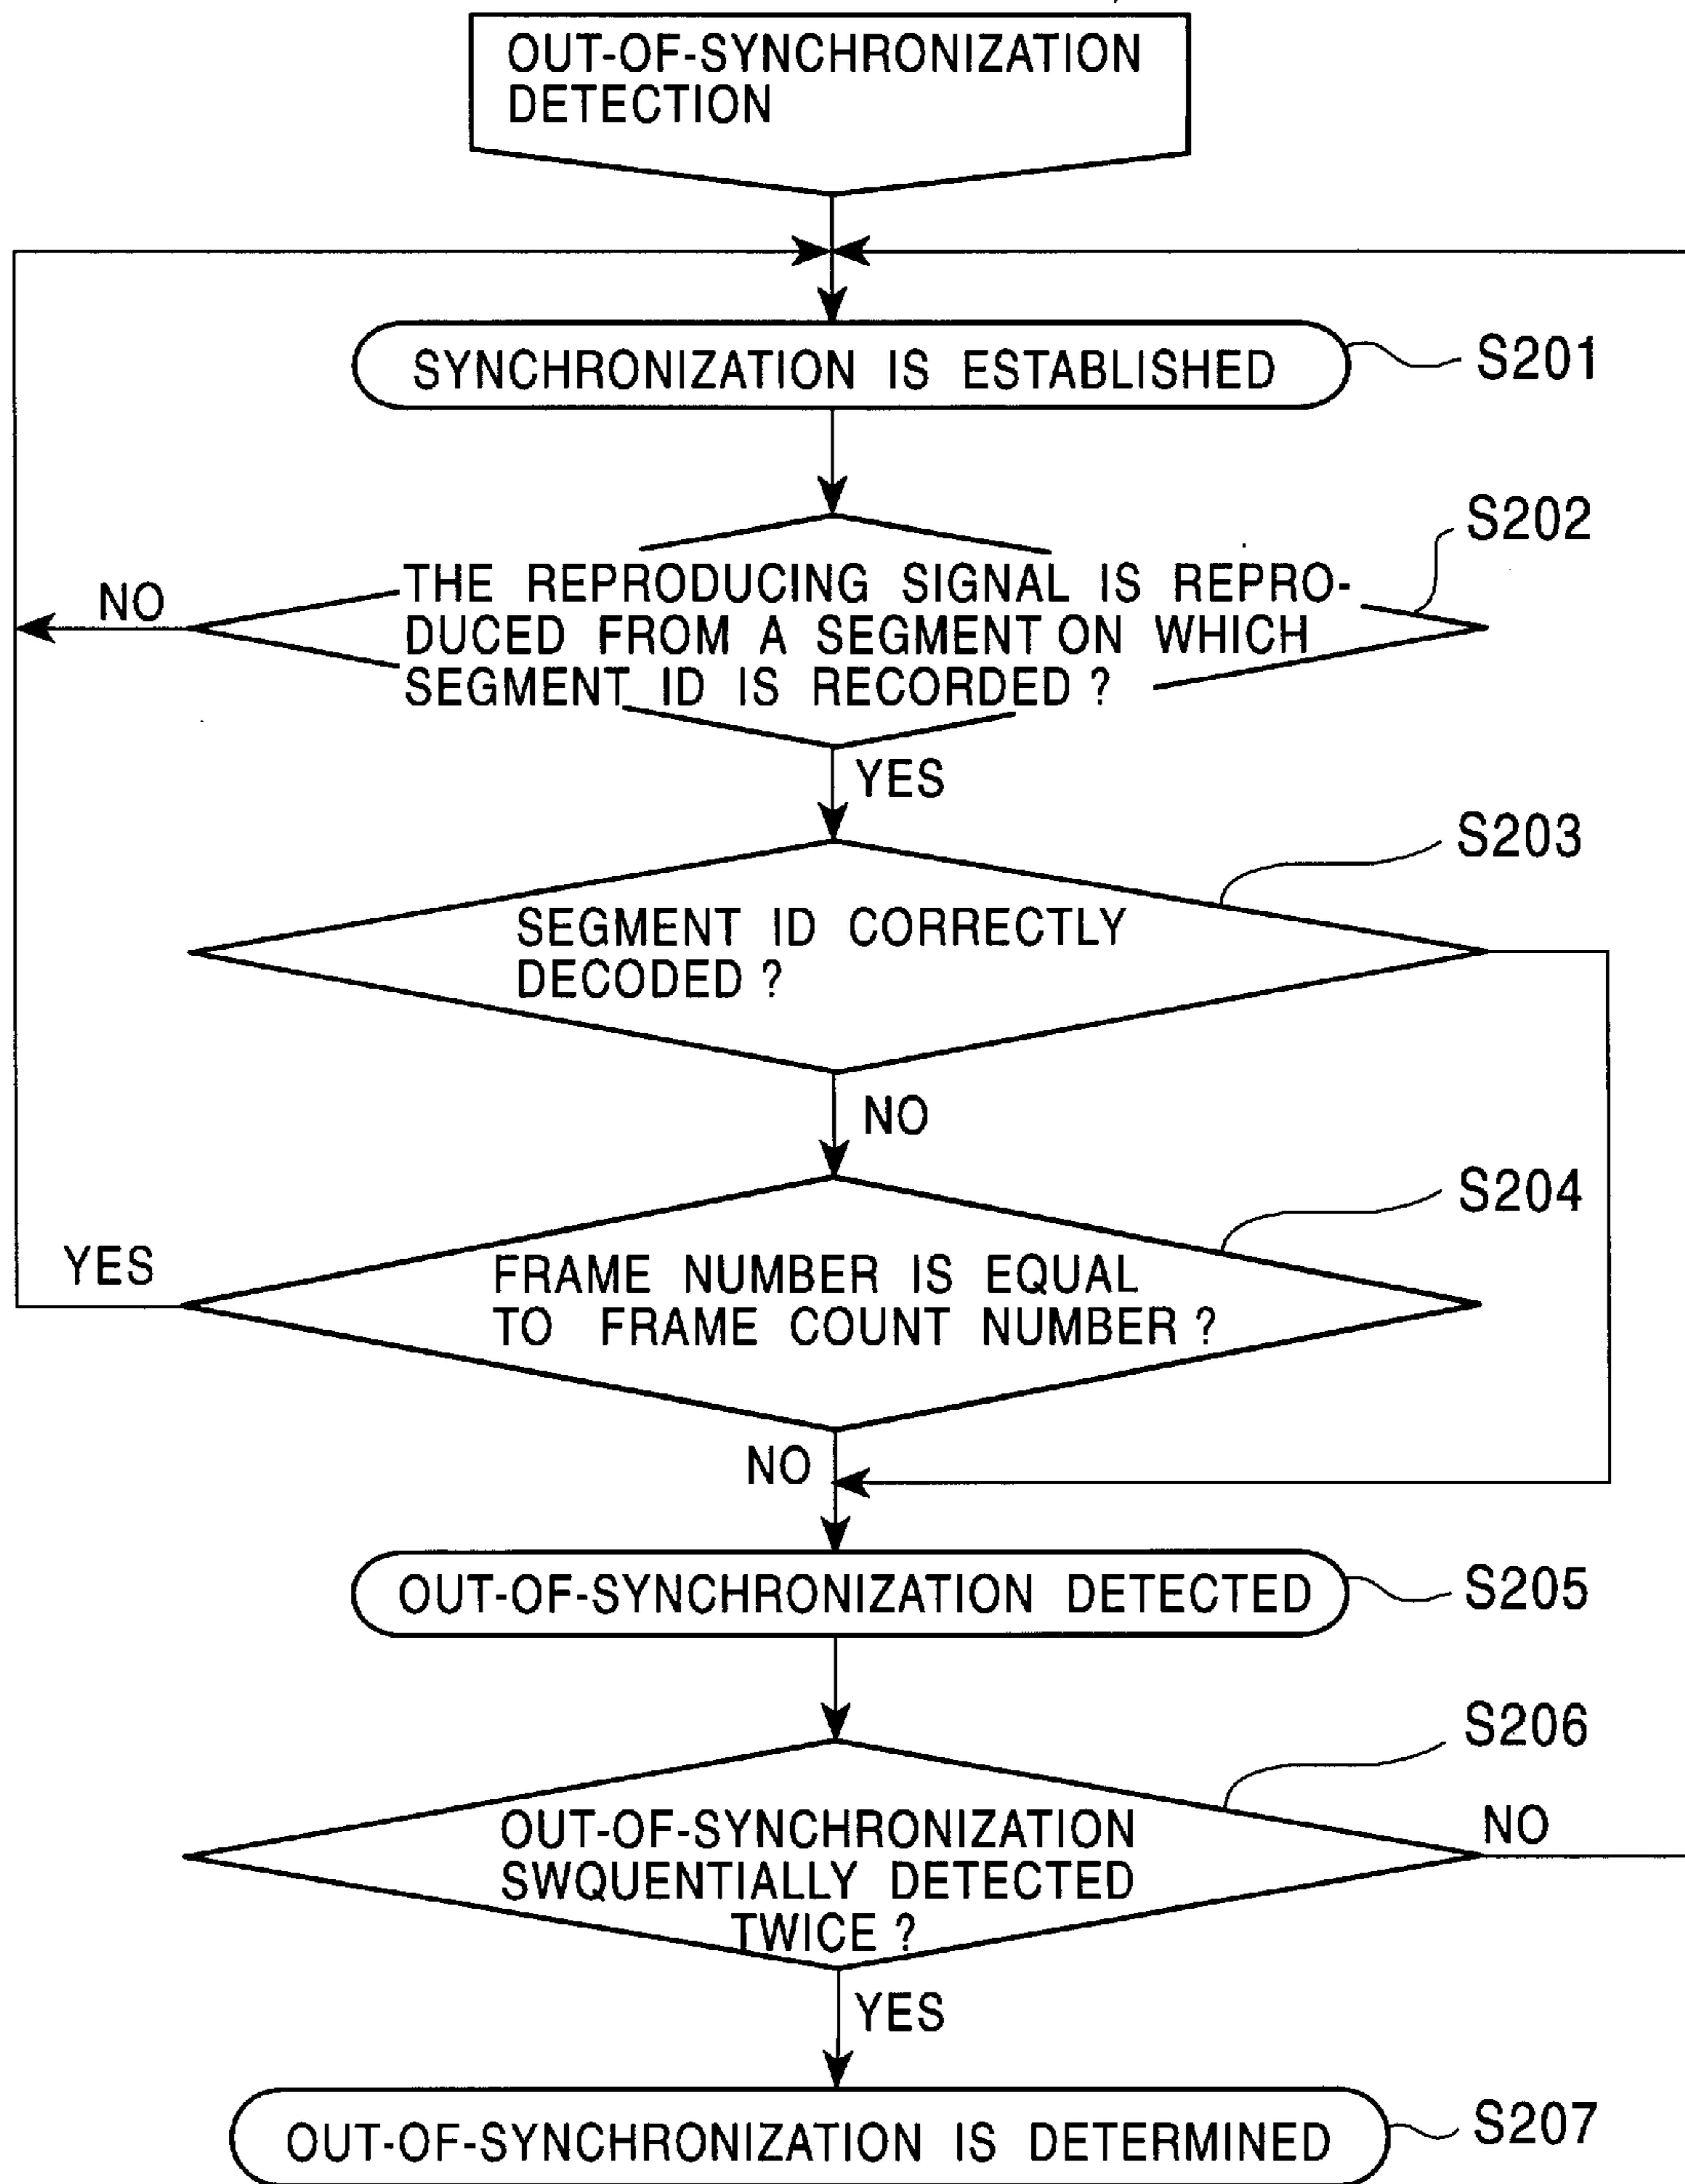 OUT-OF-SYNCHRONIZATION
DETECTION
SYNCHRONIZATION IS ESTABLISHED
S201
S202
NO
THE REPRODUCING SIGNAL IS REPRO-
DUCED FROM A SEGMENT ON WHICH
SEGMENT ID IS RECORDED ?
YES
S203
SEGMENT ID CORRECTLY
DECODED ?
NO
S204
YES
FRAME NUMBER IS EQUAL
TO FRAME COUNT NUMBER ?
NO
OUT-OF-SYNCHRONIZATION DETECTED
S205
S206
NO
OUT-OF-SYNCHRONIZATION
SWQUENTIALLY DETECTED
TWICE ?
YES
OUT-OF-SYNCHRONIZATION IS DETERMINED
S207